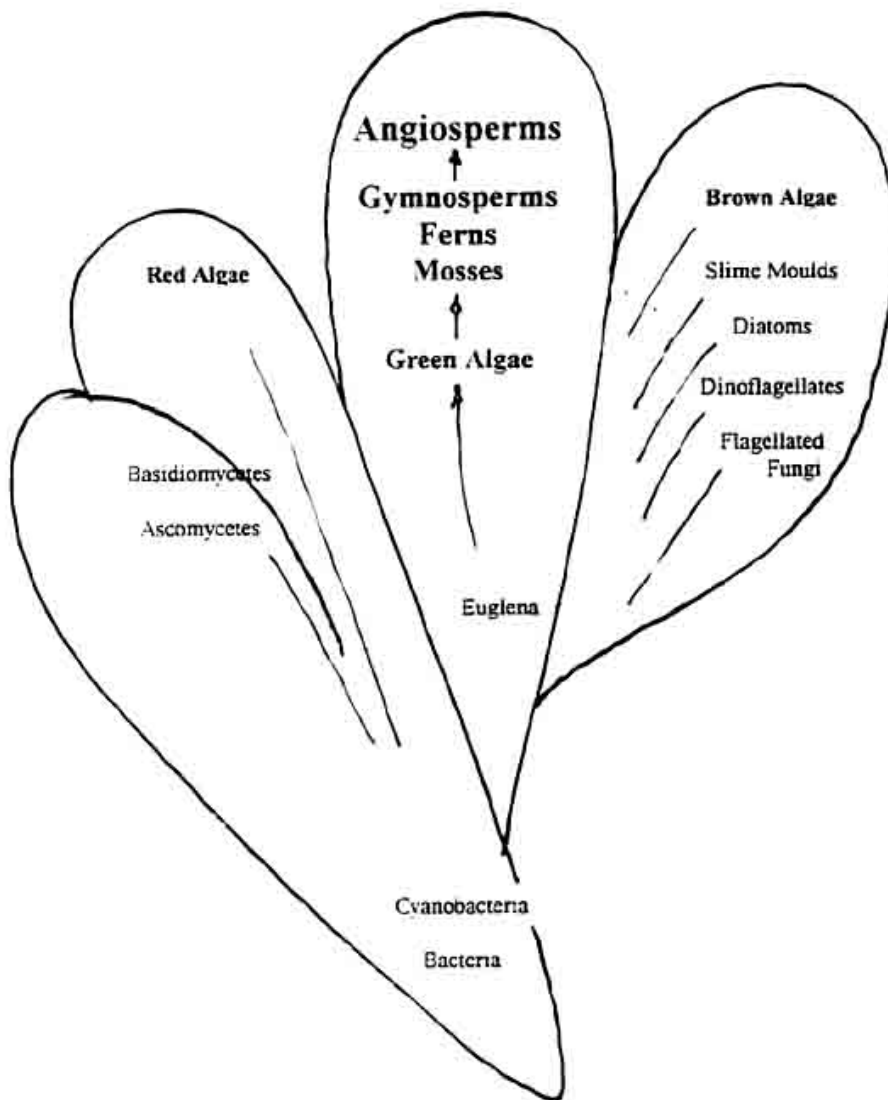 Angiosperms
Gymnosperms
Ferns
Mosses
Green Algae
Euglena
Red Algae
Basidiomycetes
Ascomycetes
Brown Algae
Slime Moulds
Diatoms
Dinoflagellates
Flagellated
Fungi
Cyanobacteria
Bacteria